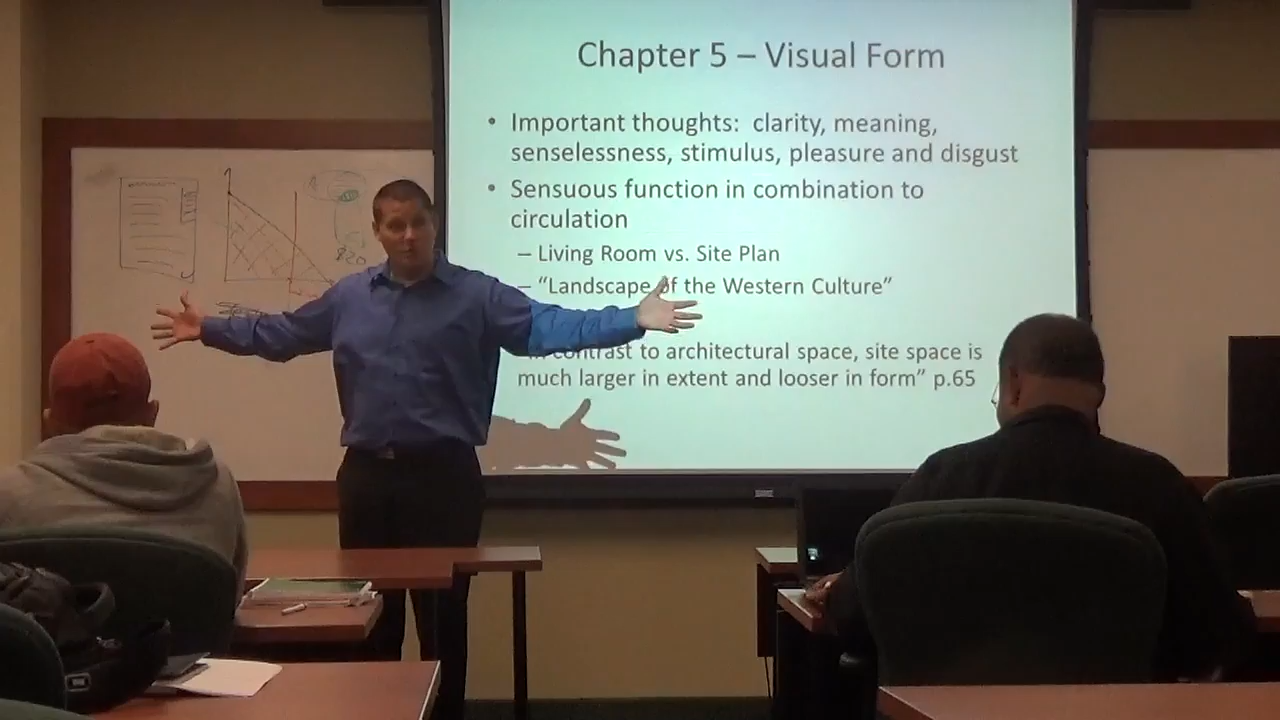 Chapter 5 – Visual Form
• Important thoughts: clarity, meaning,
senselessness, stimulus, pleasure and disgust
• Sensuous function in combination to
circulation
– Living Room vs. Site Plan
– “Landscape of the Western Culture”
contrast to architectural space, site space is
much larger in extent and looser in form” p.65
$20